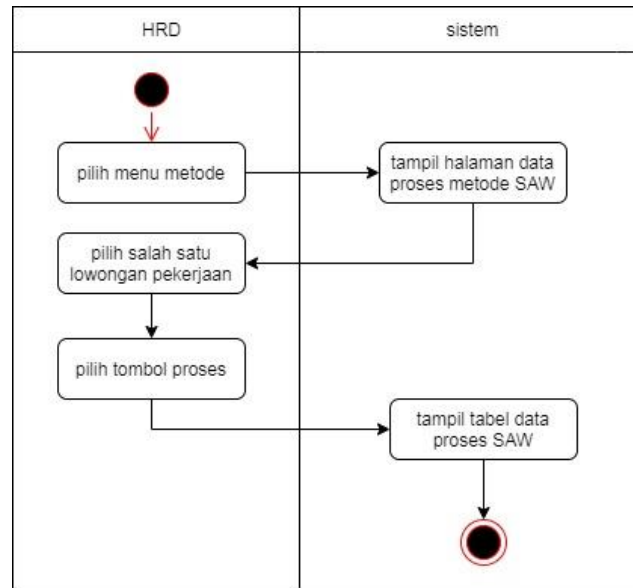 HRD
sistem
pilih menu metode
tampil halaman data
proses metode SAW
pilih salah satu
lowongan pekerjaan
pilih tombol proses
tampil tabel data
proses SAW